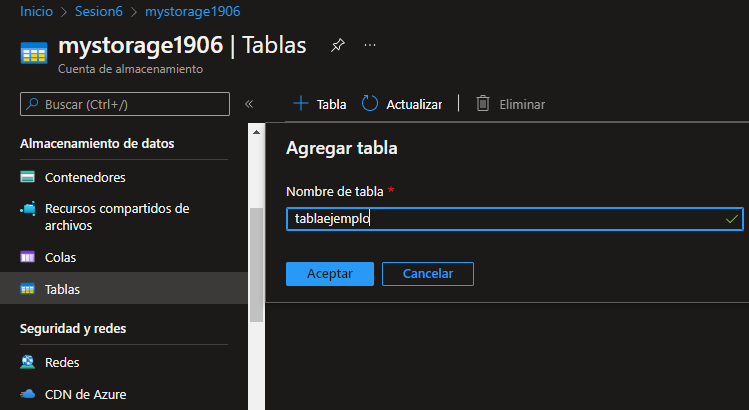 Inicio > Sesion6 > mystorage1906
mystorage1906 | Tablas
Cuenta de almacenamiento
Buscar (Ctrl+/)
«
+ Tabla
Actualizar
Eliminar
Almacenamiento de datos
Contenedores
Recursos compartidos de
archivos
Colas
Tablas
Seguridad y redes
Redes
CDN de Azure
Agregar tabla
Nombre de tabla *
tablaejemplo
Aceptar
Cancelar